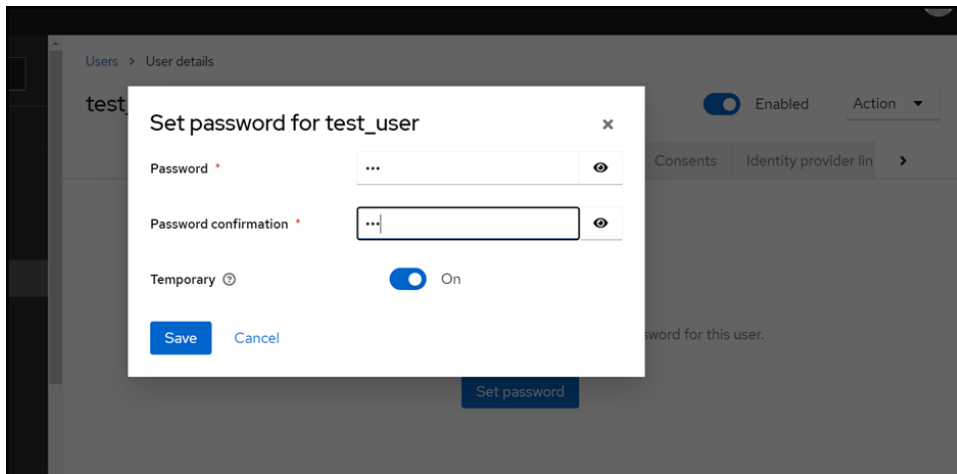 Users > User details
test_
Enabled
Action
Set password for test_user
Consents
Identity provider lin
Password *
•••
Password confirmation *
•••
Temporary
On
Save
Cancel
sword for this user.
Set password